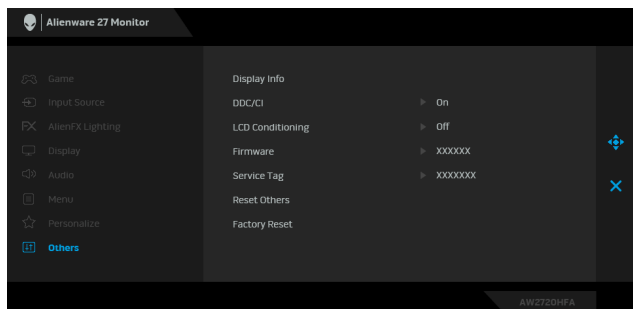 Alienware 27 Monitor
Game
Input Source
FX AlienFX Lighting
Display
Audio
Menu
Personalize
Others
Display Info
DDC/CI On
LCD Conditioning Off
Firmware XXXXXX
Service Tag XXXXXXX
Reset Others
Factory Reset
AW2720HFA